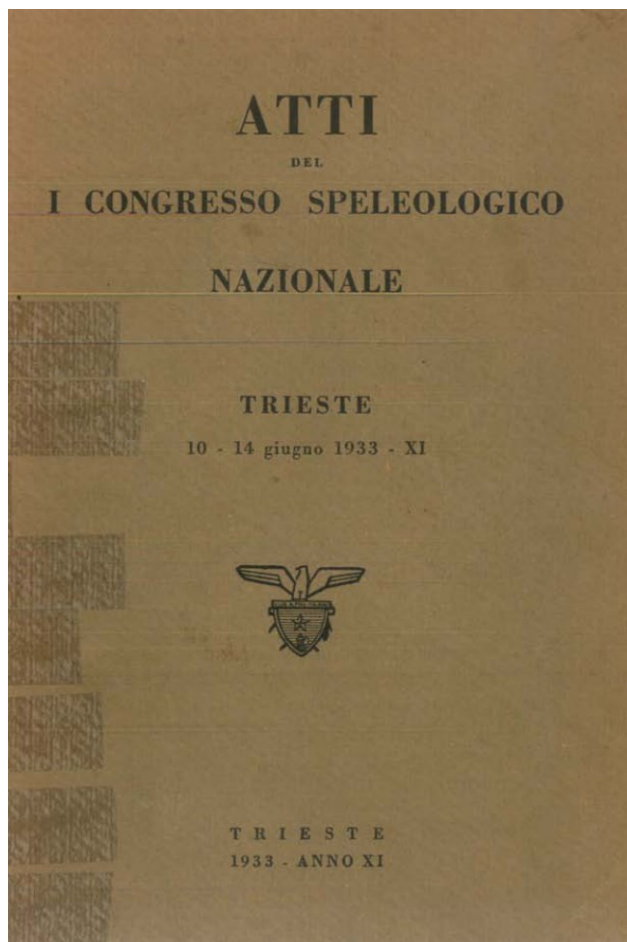 ATTI
DEL
I CONGRESSO SPELEOLOGICO
NAZIONALE
TRIESTE
10 - 14 giugno 1933 - XI
TRIESTE
1933 - ANNO XI